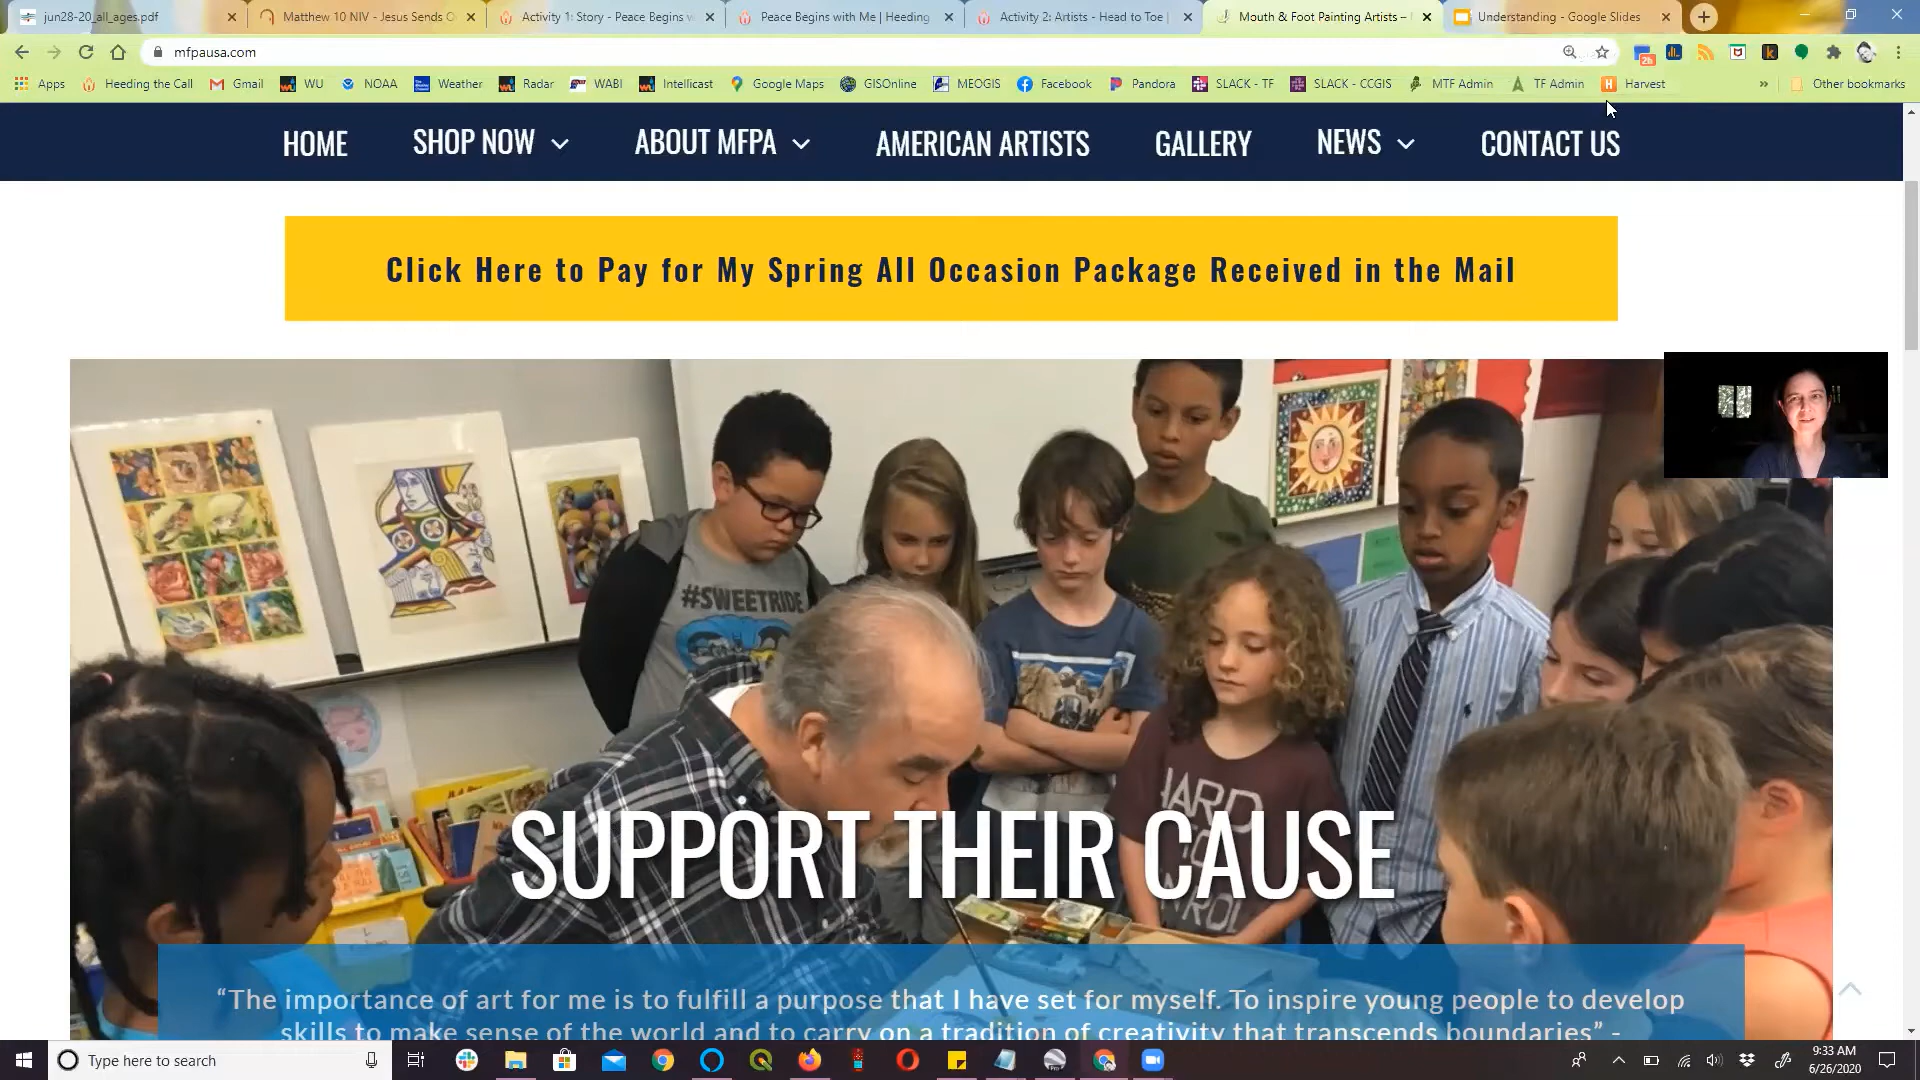 jun28-20_all_ages.pdf
Matthew 10 NIV - Jesus Sends O
Activity 1: Story - Peace Begins w
Peace Begins with Me | Heeding
Activity 2: Artists - Head to Toe |
Mouth & Foot Painting Artists –
Understanding - Google Slides
mfpausa.com
26
Apps
Heeding the Call
Gmail
WU
NOAA
Weather
Radar
WABI
Intellicast
Google Maps
GISOnline
MEOGIS
Facebook
Pandora
SLACK - TF
SLACK - CCGIS
MTF Admin
TF Admin
Harvest
»
Other bookmarks
HOME
SHOP NOW
ABOUT MFPA
AMERICAN ARTISTS
GALLERY
NEWS
CONTACT US
Click Here to Pay for My Spring All Occasion Package Received in the Mail
#SWEETRIDE
HARD
SUPPORT THEIR CAUSE
“The importance of art for me is to fulfill a purpose that I have set for myself. To inspire young people to develop
skills to make sense of the world and to carry on a tradition of creativity that transcends boundaries” -
Type here to search
9:33 AM
6/26/2020